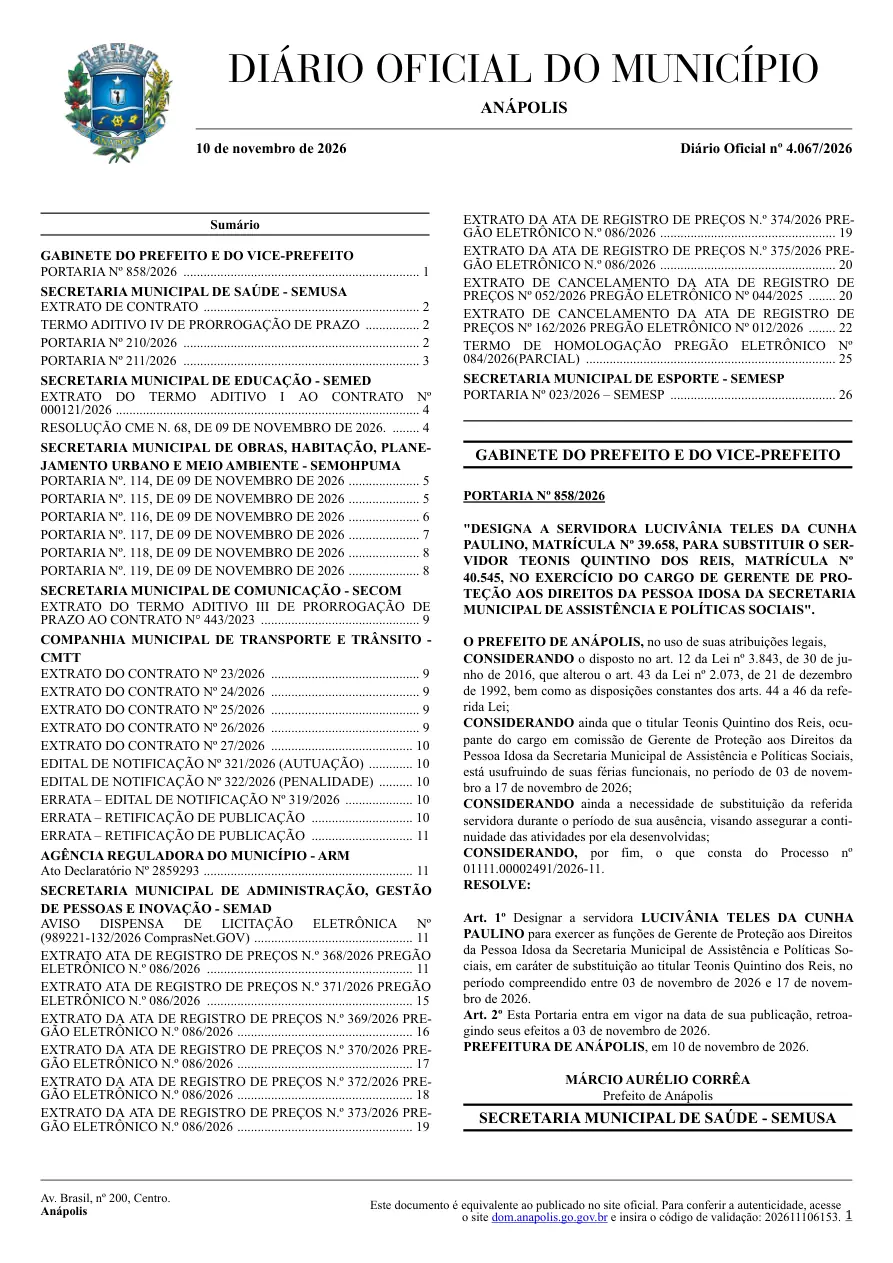 ANÁPOLIS
DIÁRIO OFICIAL DO MUNICÍPIO
ANÁPOLIS
10 de novembro de 2026
Diário Oficial nº 4.067/2026
Sumário
GABINETE DO PREFEITO E DO VICE-PREFEITO
PORTARIA Nº 858/2026 ........................................................................ 1
SECRETARIA MUNICIPAL DE SAÚDE - SEMUSA
EXTRATO DE CONTRATO .................................................................. 2
TERMO ADITIVO IV DE PRORROGAÇÃO DE PRAZO ................ 2
PORTARIA Nº 210/2026 ........................................................................ 2
PORTARIA Nº 211/2026 ........................................................................ 3
SECRETARIA MUNICIPAL DE EDUCAÇÃO - SEMED
EXTRATO DO TERMO ADITIVO I AO CONTRATO Nº
000121/2026 ............................................................................................. 4
RESOLUÇÃO CME N. 68, DE 09 DE NOVEMBRO DE 2026. ........ 4
SECRETARIA MUNICIPAL DE OBRAS, HABITAÇÃO, PLANE-
JAMENTO URBANO E MEIO AMBIENTE - SEMOHPUMA
PORTARIA Nº. 114, DE 09 DE NOVEMBRO DE 2026 ...................... 5
PORTARIA Nº. 115, DE 09 DE NOVEMBRO DE 2026 ...................... 5
PORTARIA Nº. 116, DE 09 DE NOVEMBRO DE 2026 ...................... 6
PORTARIA Nº. 117, DE 09 DE NOVEMBRO DE 2026 ...................... 7
PORTARIA Nº. 118, DE 09 DE NOVEMBRO DE 2026 ...................... 8
PORTARIA Nº. 119, DE 09 DE NOVEMBRO DE 2026 ...................... 8
SECRETARIA MUNICIPAL DE COMUNICAÇÃO - SECOM
EXTRATO DO TERMO ADITIVO III DE PRORROGAÇÃO DE
PRAZO AO CONTRATO N° 443/2023 ................................................ 9
COMPANHIA MUNICIPAL DE TRANSPORTE E TRÂNSITO -
CMTT
EXTRATO DO CONTRATO Nº 23/2026 ............................................. 9
EXTRATO DO CONTRATO Nº 24/2026 ............................................. 9
EXTRATO DO CONTRATO Nº 25/2026 ............................................. 9
EXTRATO DO CONTRATO Nº 26/2026 ............................................. 9
EXTRATO DO CONTRATO Nº 27/2026 ........................................... 10
EDITAL DE NOTIFICAÇÃO Nº 321/2026 (AUTUAÇÃO) ............. 10
EDITAL DE NOTIFICAÇÃO Nº 322/2026 (PENALIDADE) .......... 10
ERRATA – EDITAL DE NOTIFICAÇÃO Nº 319/2026 .................... 10
ERRATA – RETIFICAÇÃO DE PUBLICAÇÃO ............................... 10
ERRATA – RETIFICAÇÃO DE PUBLICAÇÃO ............................... 11
AGÊNCIA REGULADORA DO MUNICÍPIO - ARM
Ato Declaratório Nº 2859293 ................................................................ 11
SECRETARIA MUNICIPAL DE ADMINISTRAÇÃO, GESTÃO
DE PESSOAS E INOVAÇÃO - SEMAD
AVISO DISPENSA DE LICITAÇÃO ELETRÔNICA Nº
(989221-132/2026 ComprasNet.GOV) ................................................ 11
EXTRATO ATA DE REGISTRO DE PREÇOS N.º 368/2026 PREGÃO
ELETRÔNICO N.º 086/2026 ............................................................... 11
EXTRATO ATA DE REGISTRO DE PREÇOS N.º 371/2026 PREGÃO
ELETRÔNICO N.º 086/2026 ............................................................... 15
EXTRATO DA ATA DE REGISTRO DE PREÇOS N.º 369/2026 PRE-
GÃO ELETRÔNICO N.º 086/2026 ...................................................... 16
EXTRATO DA ATA DE REGISTRO DE PREÇOS N.º 370/2026 PRE-
GÃO ELETRÔNICO N.º 086/2026 ...................................................... 17
EXTRATO DA ATA DE REGISTRO DE PREÇOS N.º 372/2026 PRE-
GÃO ELETRÔNICO N.º 086/2026 ...................................................... 18
EXTRATO DA ATA DE REGISTRO DE PREÇOS N.º 373/2026 PRE-
GÃO ELETRÔNICO N.º 086/2026 ...................................................... 19
EXTRATO DA ATA DE REGISTRO DE PREÇOS N.º 374/2026 PRE-
GÃO ELETRÔNICO N.º 086/2026 ...................................................... 19
EXTRATO DA ATA DE REGISTRO DE PREÇOS N.º 375/2026 PRE-
GÃO ELETRÔNICO N.º 086/2026 ...................................................... 20
EXTRATO DE CANCELAMENTO DA ATA DE REGISTRO DE
PREÇOS Nº 052/2026 PREGÃO ELETRÔNICO Nº 044/2025 ........ 20
EXTRATO DE CANCELAMENTO DA ATA DE REGISTRO DE
PREÇOS Nº 162/2026 PREGÃO ELETRÔNICO Nº 012/2026 ........ 22
TERMO DE HOMOLOGAÇÃO PREGÃO ELETRÔNICO Nº
084/2026(PARCIAL) ............................................................................ 25
SECRETARIA MUNICIPAL DE ESPORTE - SEMESP
PORTARIA Nº 023/2026 – SEMESP .................................................. 26
GABINETE DO PREFEITO E DO VICE-PREFEITO
PORTARIA Nº 858/2026
"DESIGNA A SERVIDORA LUCIVÂNIA TELES DA CUNHA
PAULINO, MATRÍCULA Nº 39.658, PARA SUBSTITUIR O SER-
VIDOR TEONIS QUINTINO DOS REIS, MATRÍCULA Nº
40.545, NO EXERCÍCIO DO CARGO DE GERENTE DE PRO-
TEÇÃO AOS DIREITOS DA PESSOA IDOSA DA SECRETARIA
MUNICIPAL DE ASSISTÊNCIA E POLÍTICAS SOCIAIS".
O PREFEITO DE ANÁPOLIS, no uso de suas atribuições legais,
CONSIDERANDO o disposto no art. 12 da Lei nº 3.843, de 30 de ju-
nho de 2016, que alterou o art. 43 da Lei nº 2.073, de 21 de dezembro
de 1992, bem como as disposições constantes dos arts. 44 a 46 da refe-
rida Lei;
CONSIDERANDO ainda que o titular Teonis Quintino dos Reis, ocu-
pante do cargo em comissão de Gerente de Proteção aos Direitos da
Pessoa Idosa da Secretaria Municipal de Assistência e Políticas Sociais,
está usufruindo de suas férias funcionais, no período de 03 de novem-
bro a 17 de novembro de 2026;
CONSIDERANDO ainda a necessidade de substituição da referida
servidora durante o período de sua ausência, visando assegurar a conti-
nuidade das atividades por ela desenvolvidas;
CONSIDERANDO, por fim, o que consta do Processo nº
01111.00002491/2026-11.
RESOLVE:
Art. 1º Designar a servidora LUCIVÂNIA TELES DA CUNHA
PAULINO para exercer as funções de Gerente de Proteção aos Direitos
da Pessoa Idosa da Secretaria Municipal de Assistência e Políticas So-
ciais, em caráter de substituição ao titular Teonis Quintino dos Reis, no
período compreendido entre 03 de novembro de 2026 e 17 de novem-
bro de 2026.
Art. 2º Esta Portaria entra em vigor na data de sua publicação, retroa-
gindo seus efeitos a 03 de novembro de 2026.
PREFEITURA DE ANÁPOLIS, em 10 de novembro de 2026.
MÁRCIO AURÉLIO CORRÊA
Prefeito de Anápolis
SECRETARIA MUNICIPAL DE SAÚDE - SEMUSA
Av. Brasil, nº 200, Centro.
Anápolis
Este documento é equivalente ao publicado no site oficial. Para conferir a autenticidade, acesse
o site dom.anapolis.go.gov.br e insira o código de validação: 202611106153. 1